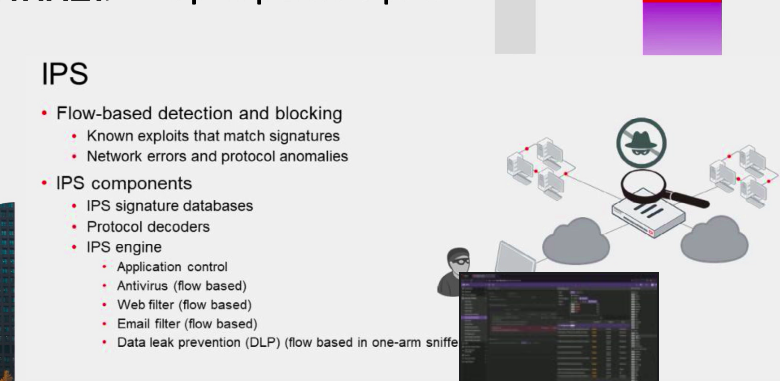 IPS
• Flow-based detection and blocking
• Known exploits that match signatures
• Network errors and protocol anomalies
• IPS components
• IPS signature databases
• Protocol decoders
• IPS engine
• Application control
• Antivirus (flow based)
• Web filter (flow based)
• Email filter (flow based)
• Data leak prevention (DLP) (flow based in one-arm